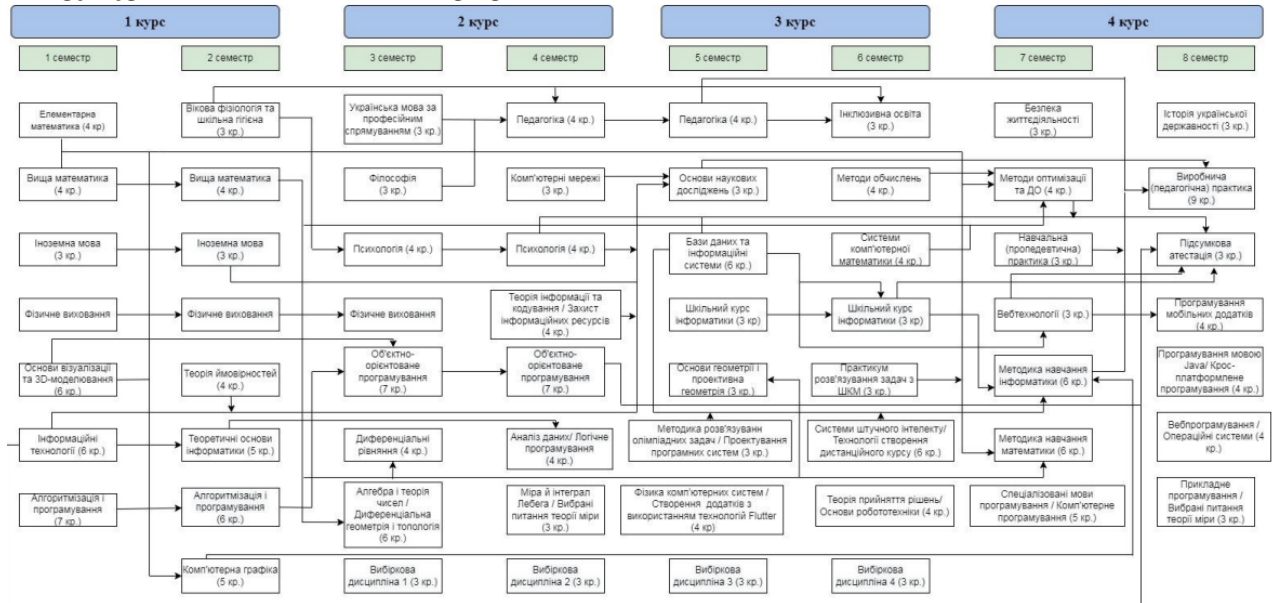 1 курс
2 курс
3 курс
4 курс
1 семестр
2 семестр
3 семестр
4 семестр
5 семестр
6 семестр
7 семестр
8 семестр
Елементарна
математика (4 кр)
Вікова фізіологія та
шкільна гігієна
(3 кр.)
Українська мова за
професійним
спрямуванням (3 кр.)
Педагогіка (4 кр.)
Педагогіка (4 кр.)
Інклюзивна освіта
(3 кр.)
Безпека
життєдіяльності
(3 кр.)
Історія української
державності (3 кр.)
Вища математика
(4 кр.)
Вища математика
(4 кр.)
Філософія
(3 кр.)
Комп'ютерні мережі
(3 кр.)
Основи наукових
досліджень (3 кр.)
Методи обчислень
(4 кр.)
Методи оптимізації
та ДО (4 кр.)
Виробнича
(педагогічна) практика
(9 кр.)
Іноземна мова
(3 кр.)
Іноземна мова
(3 кр.)
Психологія (4 кр.)
Психологія (4 кр.)
Бази даних та
інформаційні
системи (6 кр.)
Системи
комп'ютерної
математики (4 кр.)
Навчальна
(пропедевтична)
практика (3 кр.)
Підсумкова
атестація (3 кр.)
Фізичне виховання
Фізичне виховання
Фізичне виховання
Теорія інформації та
кодування / Захист
інформаційних ресурсів
(4 кр.)
Шкільний курс
інформатики (3 кр)
Шкільний курс
інформатики (3 кр)
Вебтехнології (3 кр.)
Програмування
мобільних додатків
(4 кр.)
Основи візуалізації
та 3D-моделювання
(6 кр.)
Теорія ймовірностей
(4 кр.)
Об'єктно-
орієнтоване
програмування
(7 кр.)
Об'єктно-
орієнтоване
програмування
(7 кр.)
Основи геометрії і
проективна
геометрія (3 кр.)
Практикум
розв'язування задач з
ШКМ (3 кр.)
Методика навчання
інформатики (6 кр.)
Програмування мовою
Java/ Крос-
платформлене
програмування (4 кр.)
Інформаційні
технології (6 кр.)
Теоретичні основи
інформатики (5 кр.)
Диференціальні
рівняння (4 кр.)
Аналіз даних/ Логічне
програмування
(4 кр.)
Методика розв'язуванн
олімпіадних задач / Проектування
програмних систем (3 кр.)
Системи штучного інтелекту/
Технології створення
дистанційного курсу (6 кр.)
Методика навчання
математики (6 кр.)
Вебпрограмування /
Операційні системи (4
кр.)
Алгоритмізація і
програмування
(7 кр.)
Алгоритмізація і
програмування
(6 кр.)
Алгебра і теорія
чисел /
Диференціальна
геометрія і топологія
(6 кр.)
Міра й інтеграл
Лебега / Вибрані
питання теорії міри
(3 кр.)
Фізика комп'ютерних систем /
Створення додатків з
використанням технологій Flutter
(4 кр)
Теорія прийняття рішень/
Основи робототехніки (4 кр.)
Спеціалізовані мови
програмування / Комп'ютерне
програмування (5 кр.)
Прикладне
програмування /
Вибрані питання
теорії міри (3 кр.)
Комп'ютерна графіка
(5 кр.)
Вибіркова
дисципліна 1 (3 кр.)
Вибіркова
дисципліна 2 (3 кр.)
Вибіркова
дисципліна 3 (3 кр.)
Вибіркова
дисципліна 4 (3 кр.)